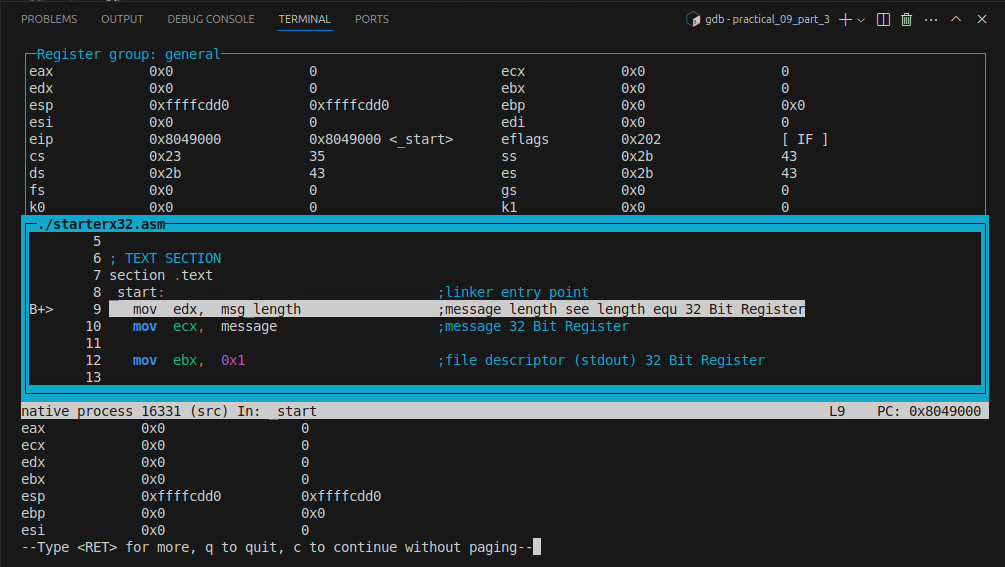 PROBLEMS OUTPUT DEBUG CONSOLE TERMINAL PORTS gdb - practical_09_part_3
Register group: general
eax 0x0 0 ecx 0x0 0
edx 0x0 0 ebx 0x0 0
esp 0xffffcdd0 0xffffcdd0 ebp 0x0 0x0
esi 0x0 0 edi 0x0 0
eip 0x8049000 0x8049000 <_start> eflags 0x202 [ IF ]
cs 0x23 35 ss 0x2b 43
ds 0x2b 43 es 0x2b 43
fs 0x0 0 gs 0x0 0
k0 0x0 0 k1 0x0 0
./starterx32.asm
5
6 ; TEXT SECTION
7 section .text
8 _start: ;linker entry point
B+> 9 mov edx, msg_length ;message length see length equ 32 Bit Register
10 mov ecx, message ;message 32 Bit Register
11
12 mov ebx, 0x1 ;file descriptor (stdout) 32 Bit Register
13
native process 16331 (src) In: _start L9 PC: 0x8049000
eax 0x0 0
ecx 0x0 0
edx 0x0 0
ebx 0x0 0
esp 0xffffcdd0 0xffffcdd0
ebp 0x0 0x0
esi 0x0 0
--Type <RET> for more, q to quit, c to continue without paging--